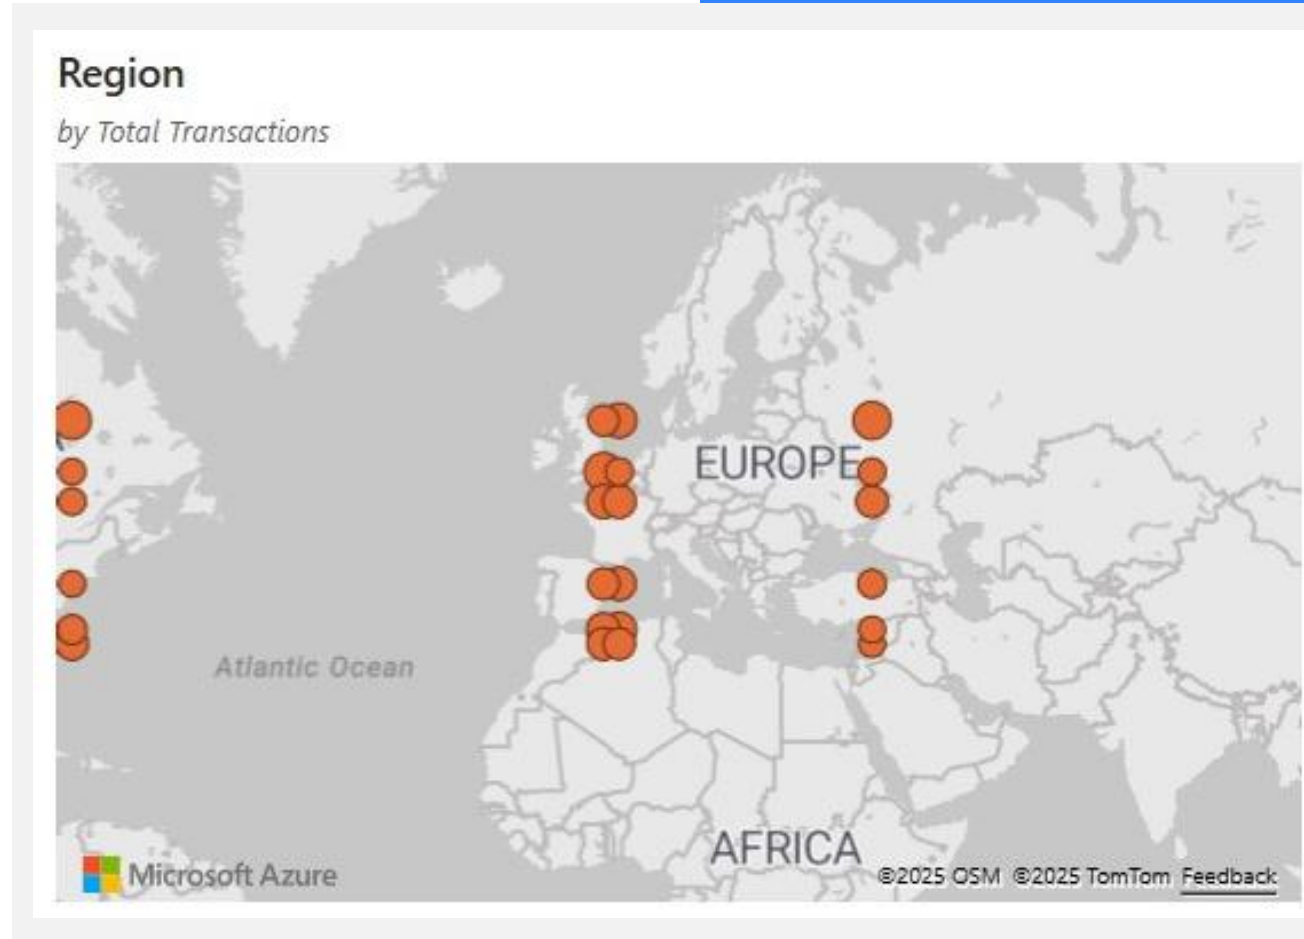 Region
by Total Transactions
EUROPE
Atlantic Ocean
AFRICA
Microsoft Azure
©2025 OSM ©2025 TomTom Feedback